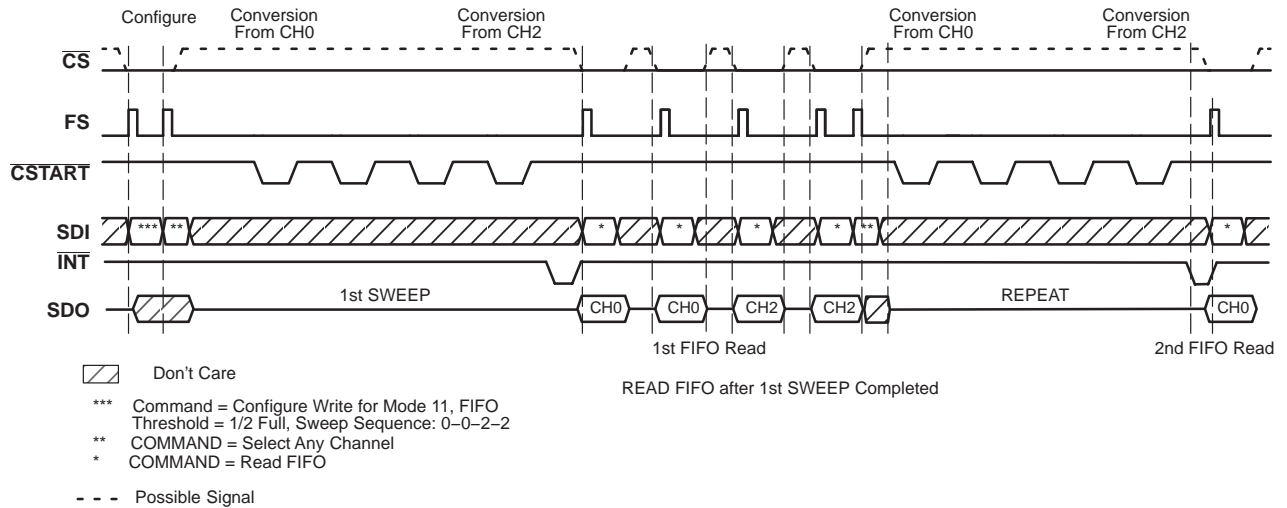 Configure
Conversion
From CH0
Conversion
From CH2
Conversion
From CH0
Conversion
From CH2
CS
FS
CSTART
SDI
*** ** * * * * ** *
INT
SDO
1st SWEEP
CH0 CH0 CH2 CH2
REPEAT
CH0
1st FIFO Read
2nd FIFO Read
Don't Care
READ FIFO after 1st SWEEP Completed
*** Command = Configure Write for Mode 11, FIFO
Threshold = 1/2 Full, Sweep Sequence: 0–0–2–2
** COMMAND = Select Any Channel
* COMMAND = Read FIFO
Possible Signal